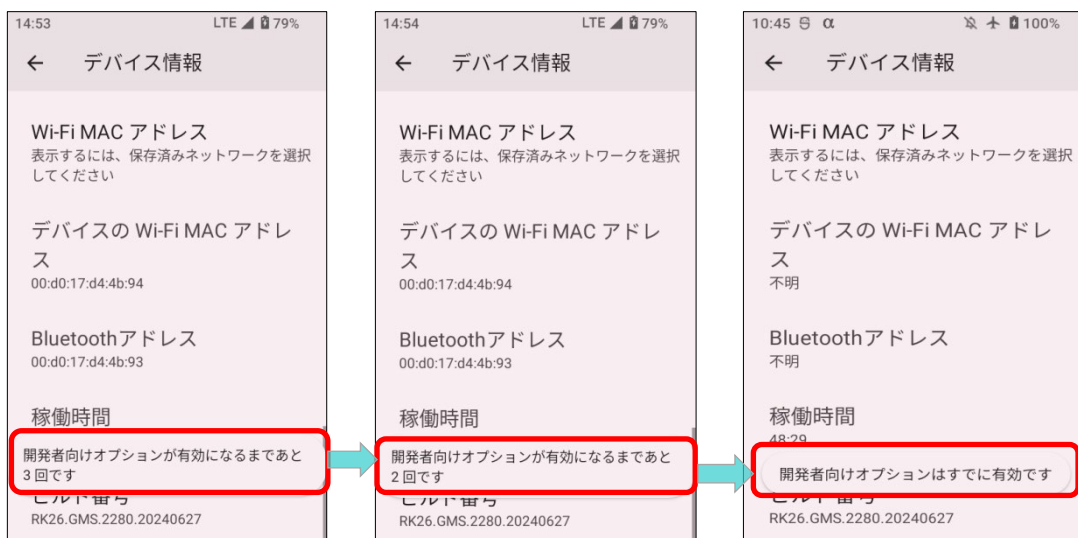 14:53 LTE 79%
デバイス情報
Wi-Fi MAC アドレス
表示するには、保存済みネットワークを選択
してください
デバイスの Wi-Fi MAC アドレ
ス
00:d0:17:d4:4b:94
Bluetoothアドレス
00:d0:17:d4:4b:93
稼働時間
開発者向けオプションが有効になるまであと
3 回です
ビルド番号
RK26.GMS.2280.20240627
14:54 LTE 79%
デバイス情報
Wi-Fi MAC アドレス
表示するには、保存済みネットワークを選択
してください
デバイスの Wi-Fi MAC アドレ
ス
00:d0:17:d4:4b:94
Bluetoothアドレス
00:d0:17:d4:4b:93
稼働時間
開発者向けオプションが有効になるまであと
2 回です
ビルド番号
RK26.GMS.2280.20240627
10:45 α 100%
デバイス情報
Wi-Fi MAC アドレス
表示するには、保存済みネットワークを選択
してください
デバイスの Wi-Fi MAC アドレ
ス
不明
Bluetoothアドレス
不明
稼働時間
48:29
開発者向けオプションはすでに有効です
ビルド番号
RK26.GMS.2280.20240627